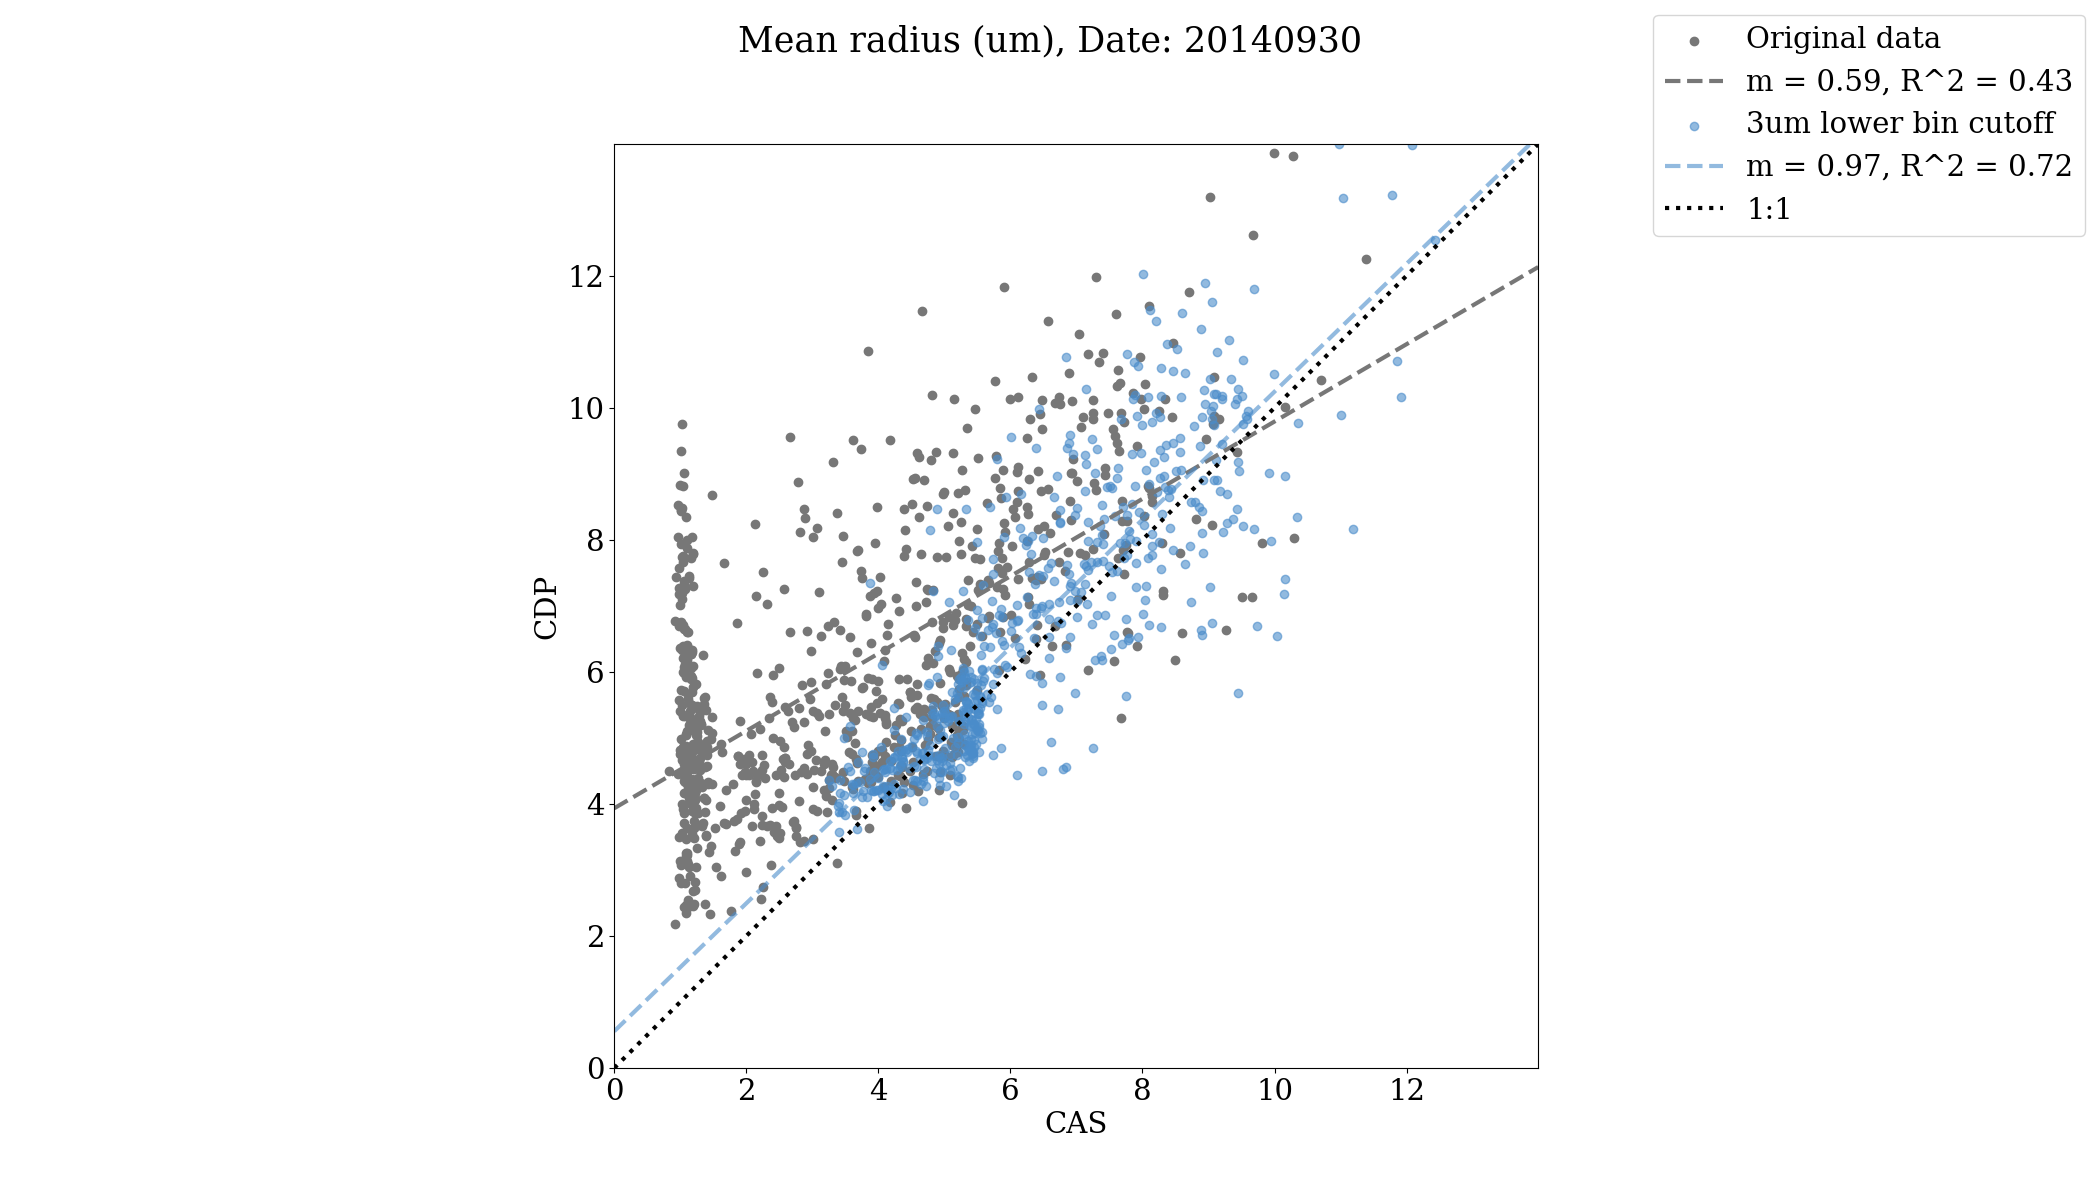 Mean radius (um), Date: 20140930
Original data
m = 0.59, R^2 = 0.43
3um lower bin cutoff
m = 0.97, R^2 = 0.72
1:1
12
10
8
6
4
2
0
CDP
0 2 4 6 8 10 12
CAS